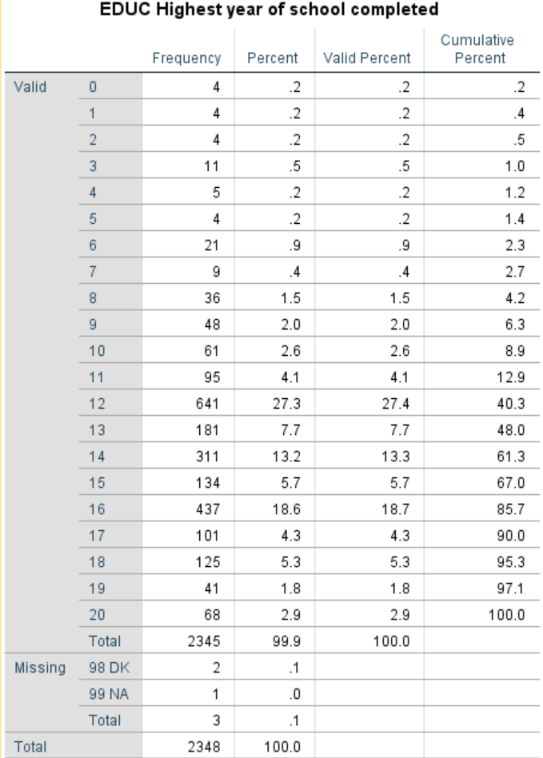 EDUC Highest year of school completed
Frequency Percent Valid Percent Cumulative Percent
Valid 0 4 .2 .2 .2
1 4 .2 .2 .4
2 4 .2 .2 .5
3 11 .5 .5 1.0
4 5 .2 .2 1.2
5 4 .2 .2 1.4
6 21 .9 .9 2.3
7 9 .4 .4 2.7
8 36 1.5 1.5 4.2
9 48 2.0 2.0 6.3
10 61 2.6 2.6 8.9
11 95 4.1 4.1 12.9
12 641 27.3 27.4 40.3
13 181 7.7 7.7 48.0
14 311 13.2 13.3 61.3
15 134 5.7 5.7 67.0
16 437 18.6 18.7 85.7
17 101 4.3 4.3 90.0
18 125 5.3 5.3 95.3
19 41 1.8 1.8 97.1
20 68 2.9 2.9 100.0
Total 2345 99.9 100.0
Missing 98 DK 2 .1
99 NA 1 .0
Total 3 .1
Total 2348 100.0